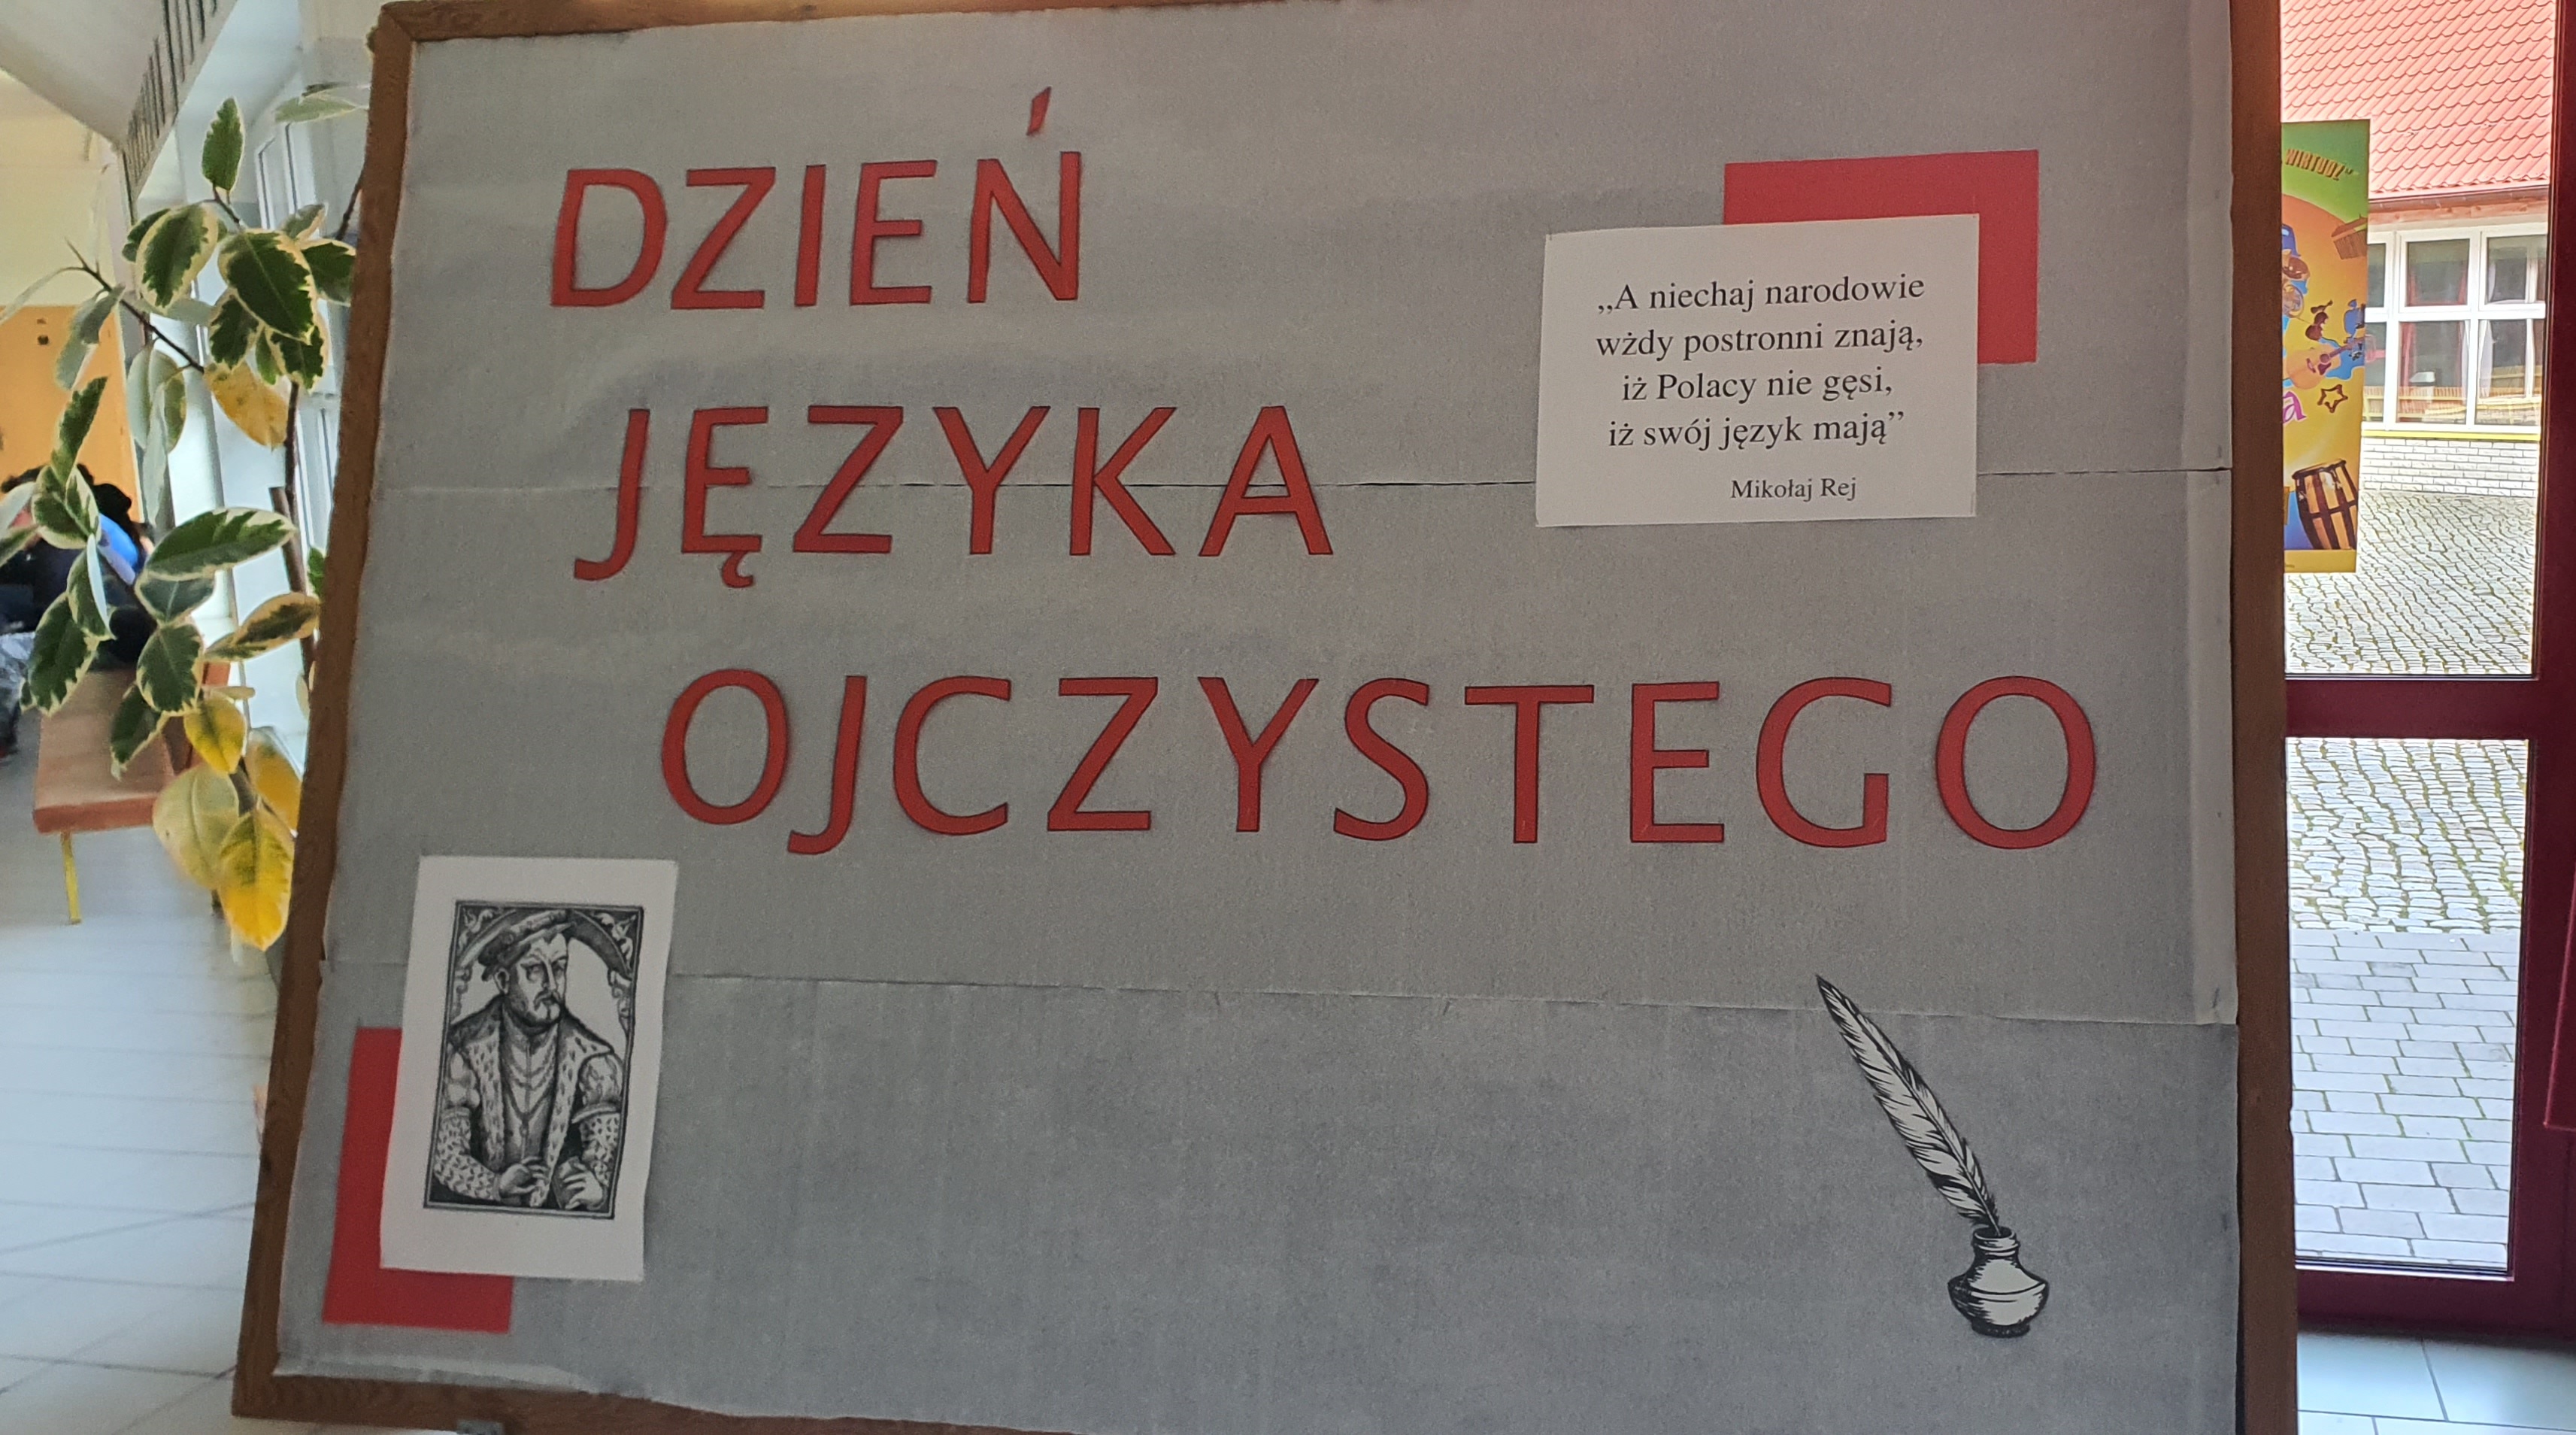 DZIEŃ
JĘZYKA
OJCZYSTEGO
„A niechaj narodowie
wżdy postronni znają,
iż Polacy nie gęsi,
iż swój język mają”
Mikołaj Rej